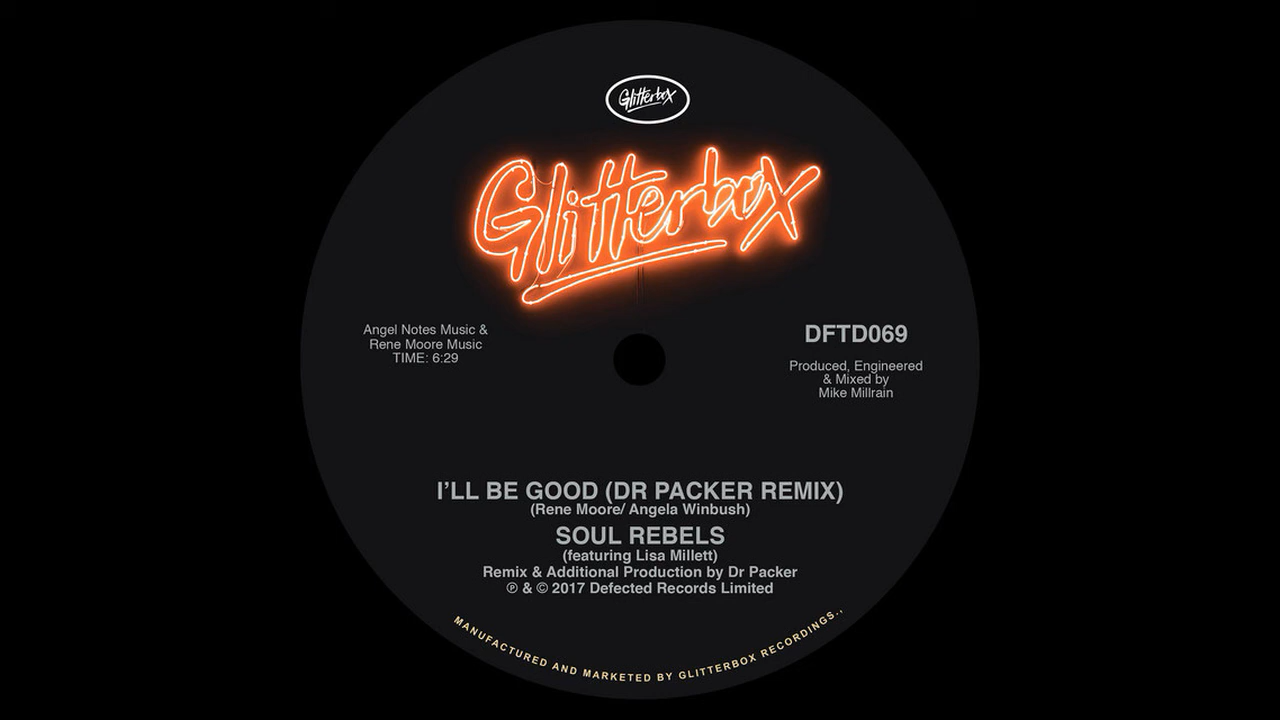 Glitterbox
Glitterbox
Angel Notes Music &
Rene Moore Music
TIME: 6:29
DFTD069
Produced, Engineered
& Mixed by
Mike Millrain
I'LL BE GOOD (DR PACKER REMIX)
(Rene Moore/ Angela Winbush)
SOUL REBELS
(featuring Lisa Millett)
Remix & Additional Production by Dr Packer
℗ & © 2017 Defected Records Limited
MANUFACTURED AND MARKETED BY GLITTERBOX RECORDINGS.,